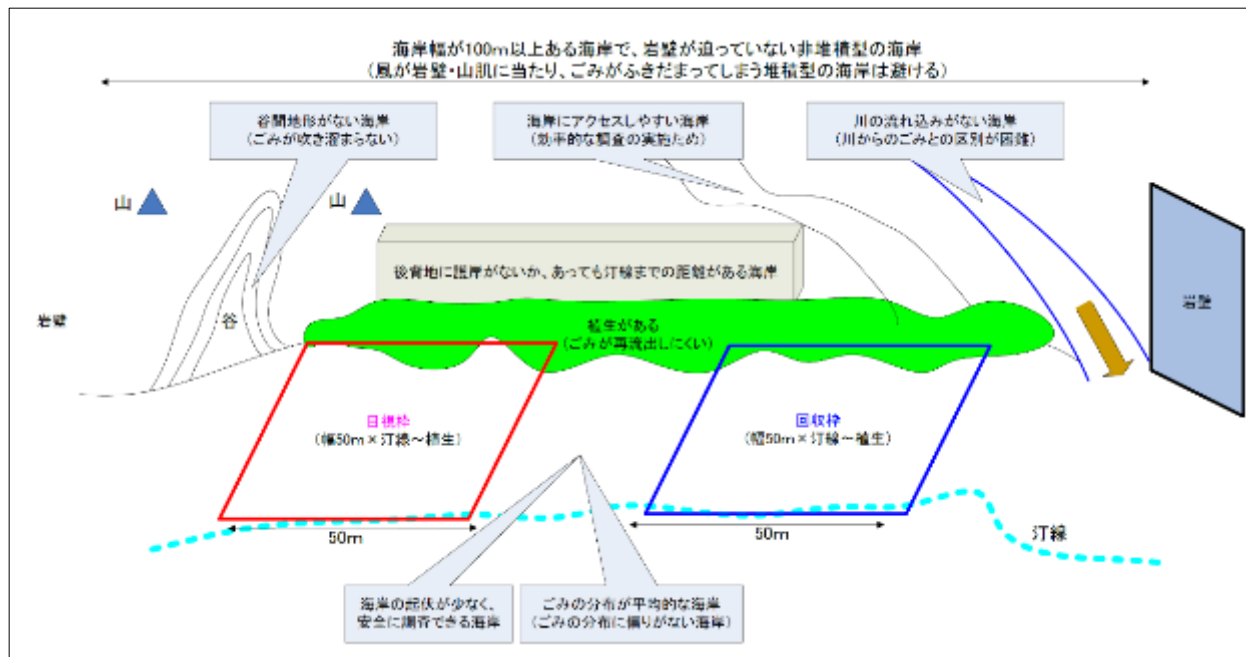 海岸幅が100m以上ある海岸で、岩壁が迫っていない非堆積型の海岸
(風が岩壁・山肌に当たり、ごみがふきだまってしまう堆積型の海岸は避ける)
谷間地形がない海岸
(ごみが吹き溜まらない)
海岸にアクセスしやすい海岸
(効率的な調査の実施ため)
川の流れ込みがない海岸
(川からのごみとの区別が困難)
山
山
後背地に護岸がないか、あっても汀線までの距離がある海岸
岩壁
谷
植生がある
(ごみが再流出しにくい)
岩壁
目視枠
(幅50m×汀線～植生)
回収枠
(幅50m×汀線～植生)
50m
50m
汀線
海岸の起伏が少なく、
安全に調査できる海岸
ごみの分布が平均的な海岸
(ごみの分布に偏りがない海岸)